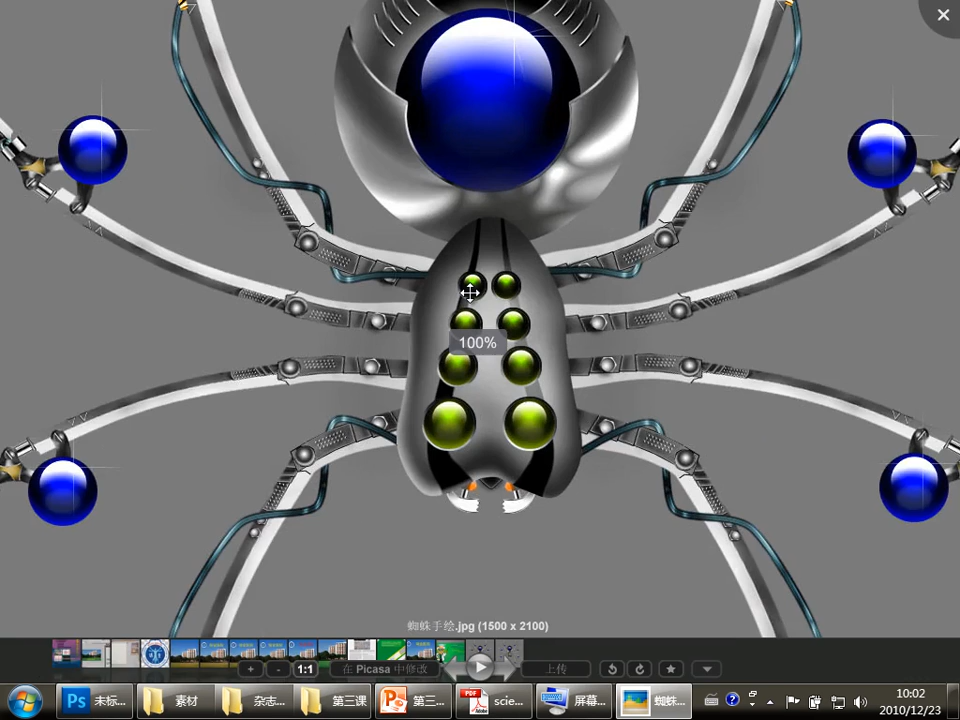 100%
蜘蛛手绘.jpg (1500 x 2100)
+ - 1:1 在 Picasa 中修改 上传
Ps 未标... 素材 杂志... 第三课 第三... scie... 屏幕... 蜘蛛...
10:02
2010/12/23